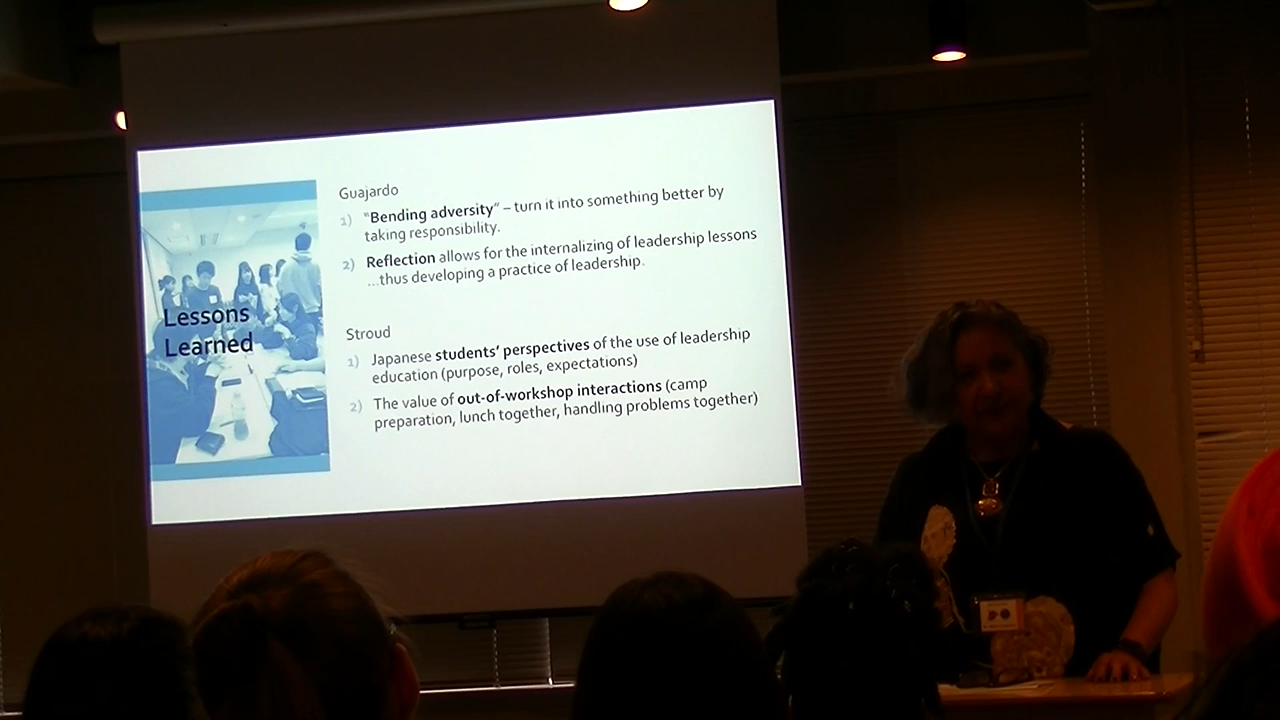 Lessons
Learned
Guajardo
1) "Bending adversity" – turn it into something better by
taking responsibility.
2) Reflection allows for the internalizing of leadership lessons
...thus developing a practice of leadership.
Stroud
1) Japanese students' perspectives of the use of leadership
education (purpose, roles, expectations)
2) The value of out-of-workshop interactions (camp
preparation, lunch together, handling problems together)